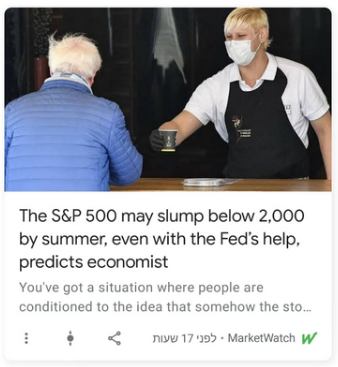 The S&P 500 may slump below 2,000
by summer, even with the Fed's help,
predicts economist
You've got a situation where people are
conditioned to the idea that somehow the sto...
MarketWatch · לפני 17 שעות